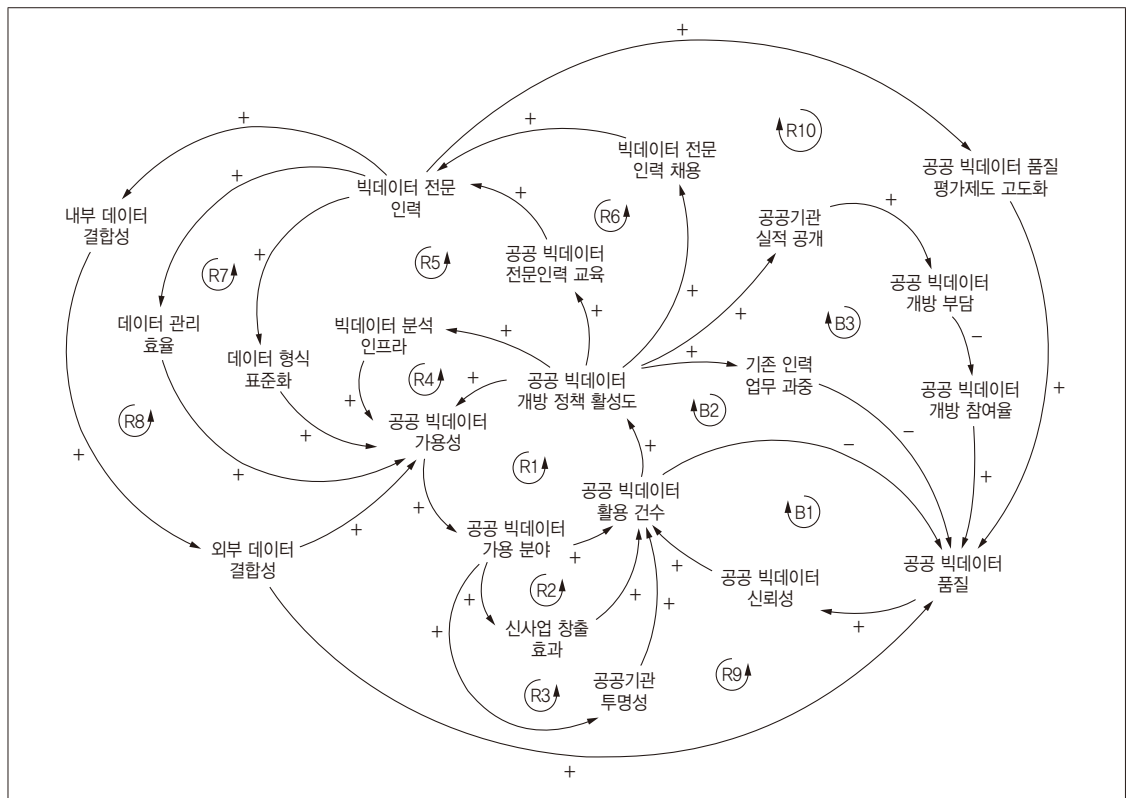 +
R10
+
+
빅데이터 전문
인력 채용
공공 빅데이터 품질
평가제도 고도화
+
빅데이터 전문
인력
+
+
내부 데이터
결합성
R6
공공기관
실적 공개
+
R5
공공 빅데이터
전문인력 교육
R7
공공 빅데이터
개방 부담
+
+
+
데이터 관리
효율
빅데이터 분석
인프라
+
+
B3
−
데이터 형식
표준화
R4
+
공공 빅데이터
개방 정책 활성도
기존 인력
업무 과중
공공 빅데이터
개방 참여율
+
R8
+
공공 빅데이터
가용성
B2
−
+
+
+
+
−
+
R1
공공 빅데이터
활용 건수
+
B1
+
공공 빅데이터
가용 분야
외부 데이터
결합성
+
+
공공 빅데이터
신뢰성
공공 빅데이터
품질
R2
+
+
+
+
+
신사업 창출
효과
R3
공공기관
투명성
R9
+